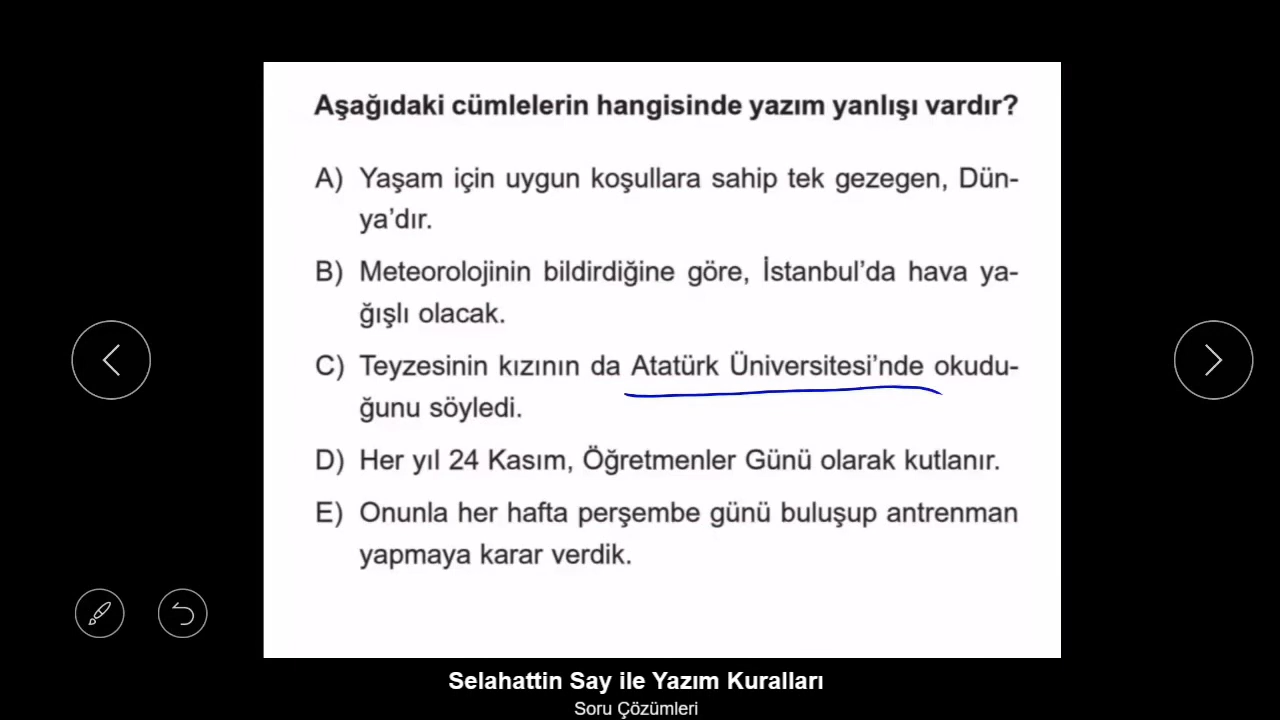 Aşağıdaki cümlelerin hangisinde yazım yanlışı vardır?
A) Yaşam için uygun koşullara sahip tek gezegen, Dün-
ya’dır.
B) Meteorolojinin bildirdiğine göre, İstanbul’da hava ya-
ğışlı olacak.
C) Teyzesinin kızının da Atatürk Üniversitesi’nde okudu-
ğunu söyledi.
D) Her yıl 24 Kasım, Öğretmenler Günü olarak kutlanır.
E) Onunla her hafta perşembe günü buluşup antrenman
yapmaya karar verdik.
Selahattin Say ile Yazım Kuralları
Soru Çözümleri